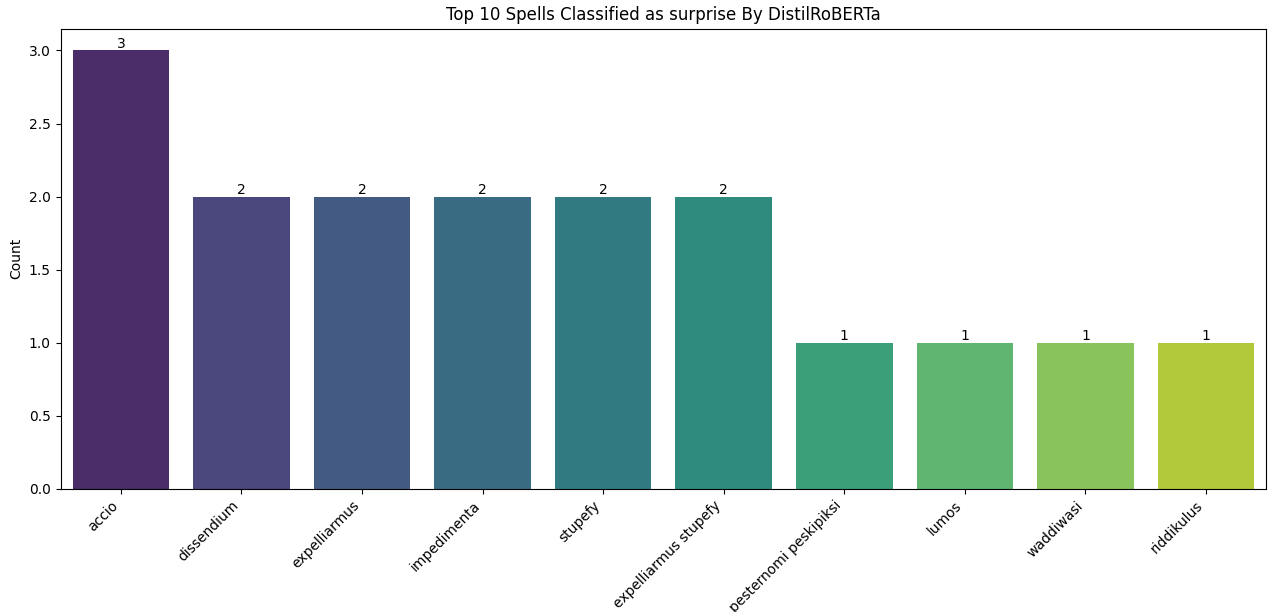 Top 10 Spells Classified as surprise By DistilRoBERTa
Count
3.0
2.5
2.0
1.5
1.0
0.5
0.0
3
2
2
2
2
2
1
1
1
1
accio
dissendium
expelliarmus
impedimenta
stupefy
expelliarmus stupefy
pesternomi peskipiksi
lumos
waddiwasi
riddikulus